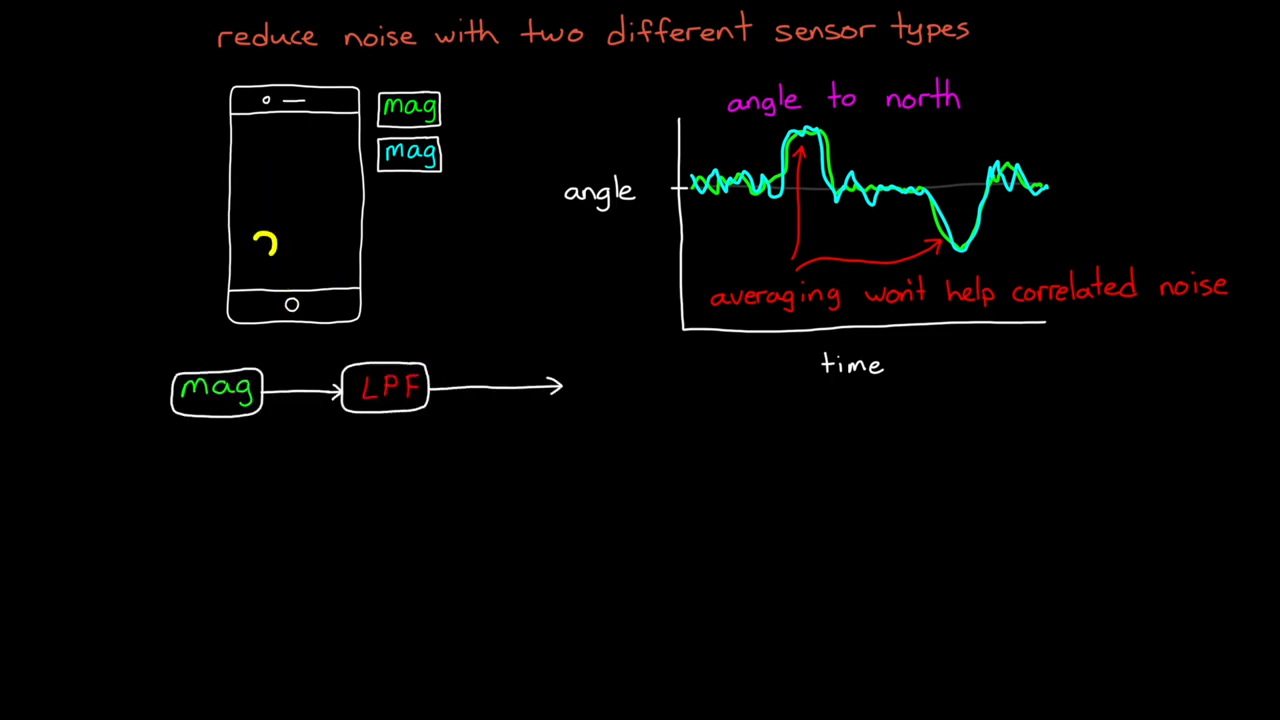 reduce noise with two different sensor types
mag
mag
angle to north
angle
averaging won't help correlated noise
time
mag
LPF